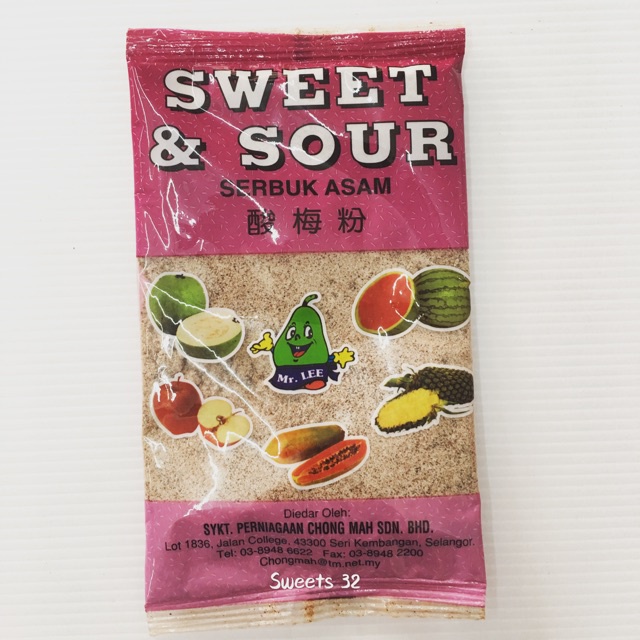 SWEET
& SOUR
SERBUK ASAM
酸梅粉
Mr. LEE
Diedar Oleh:
SYKT. PERNIAGAAN CHONG MAH SDN. BHD.
Lot 1836, Jalan College, 43300 Seri Kembangan, Selangor.
Tel: 03-8948 6622 Fax: 03-8948 2200
Chongmah@tm.net.my
Sweets 32